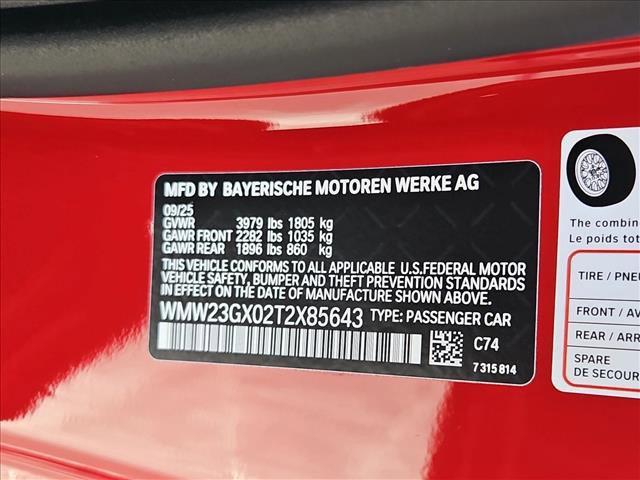 MFD BY BAYERISCHE MOTOREN WERKE AG
09/25
GVWR 3979 lbs 1805 kg
GAWR FRONT 2282 lbs 1035 kg
GAWR REAR 1896 lbs 860 kg
THIS VEHICLE CONFORMS TO ALL APPLICABLE U.S.FEDERAL MOTOR
VEHICLE SAFETY, BUMPER, AND THEFT PREVENTION STANDARDS
IN EFFECT ON THE DATE OF MANUFACTURE SHOWN ABOVE.
WMW23GX02T2X85643 TYPE: PASSENGER CAR
C74
7315814
The combin
Le poids tot
TIRE / PNEU
FRONT / AV
REAR / ARR
SPARE
DE SECOUR